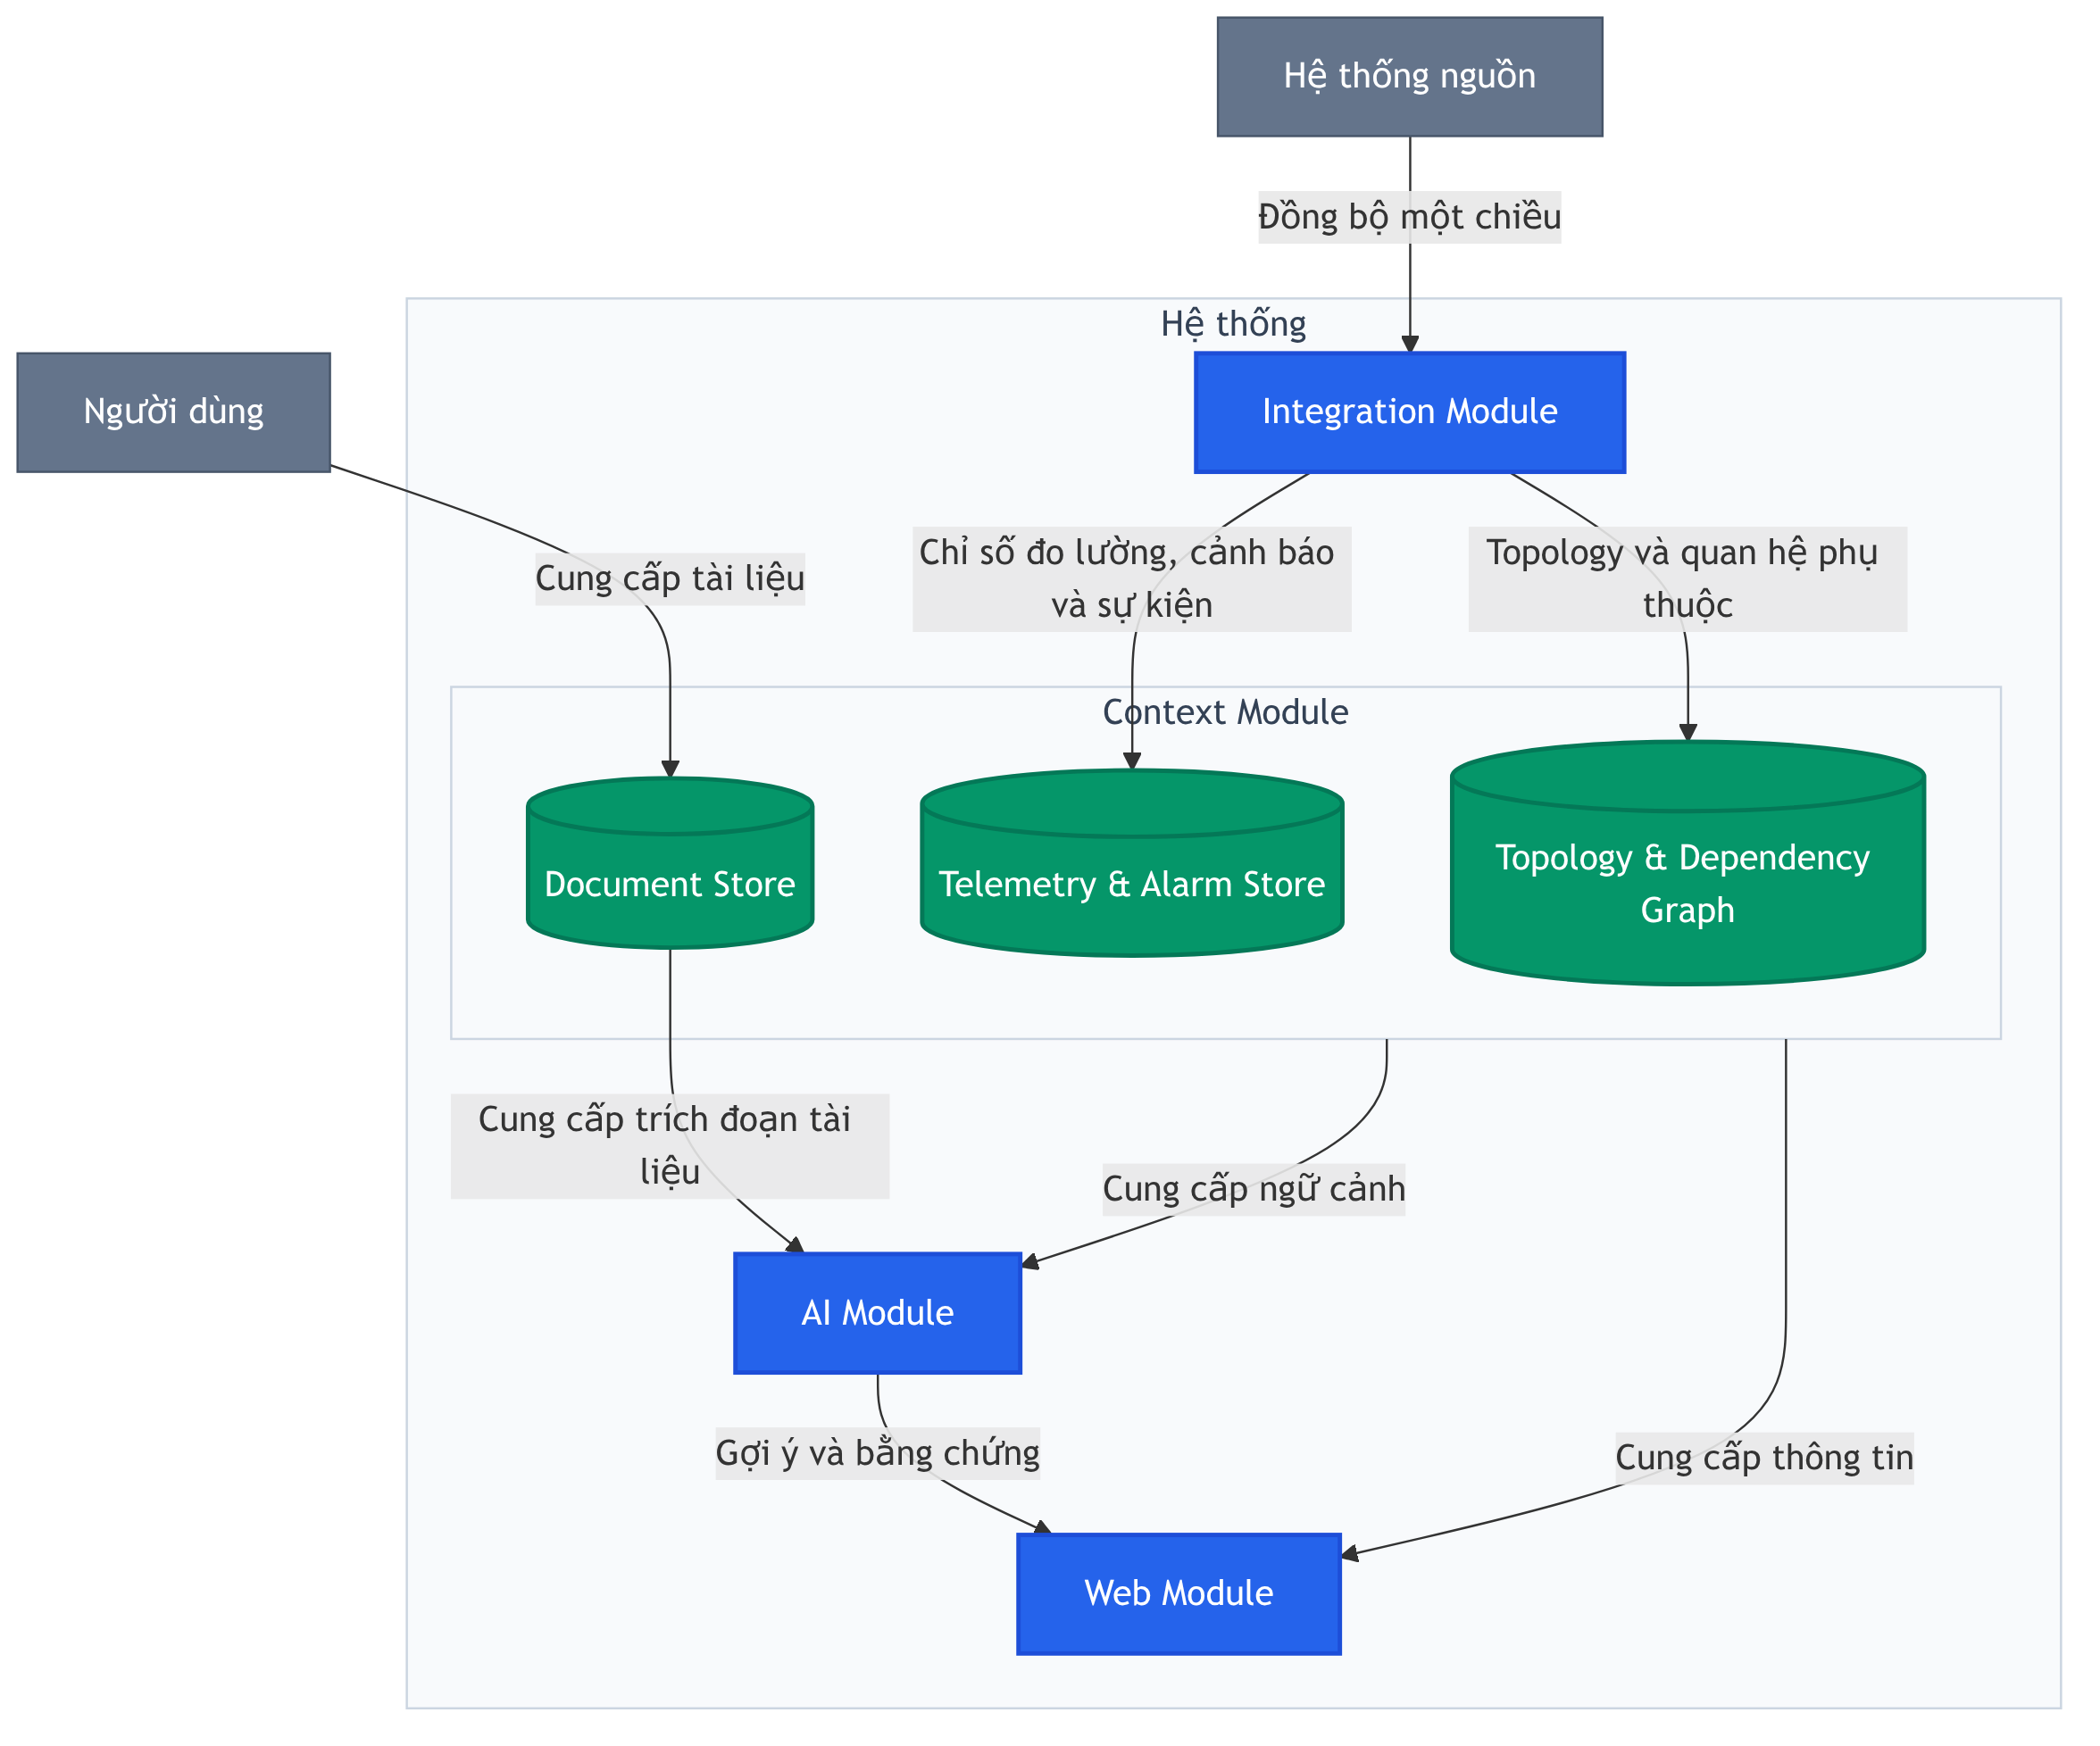 Hệ thống nguồn
Đồng bộ một chiều
Hệ thống
Người dùng
Integration Module
Cung cấp tài liệu
Chỉ số đo lường, cảnh báo
và sự kiện
Topology và quan hệ phụ
thuộc
Context Module
Document Store
Telemetry & Alarm Store
Topology & Dependency
Graph
Cung cấp trích đoạn tài
liệu
Cung cấp ngữ cảnh
AI Module
Gợi ý và bằng chứng
Cung cấp thông tin
Web Module